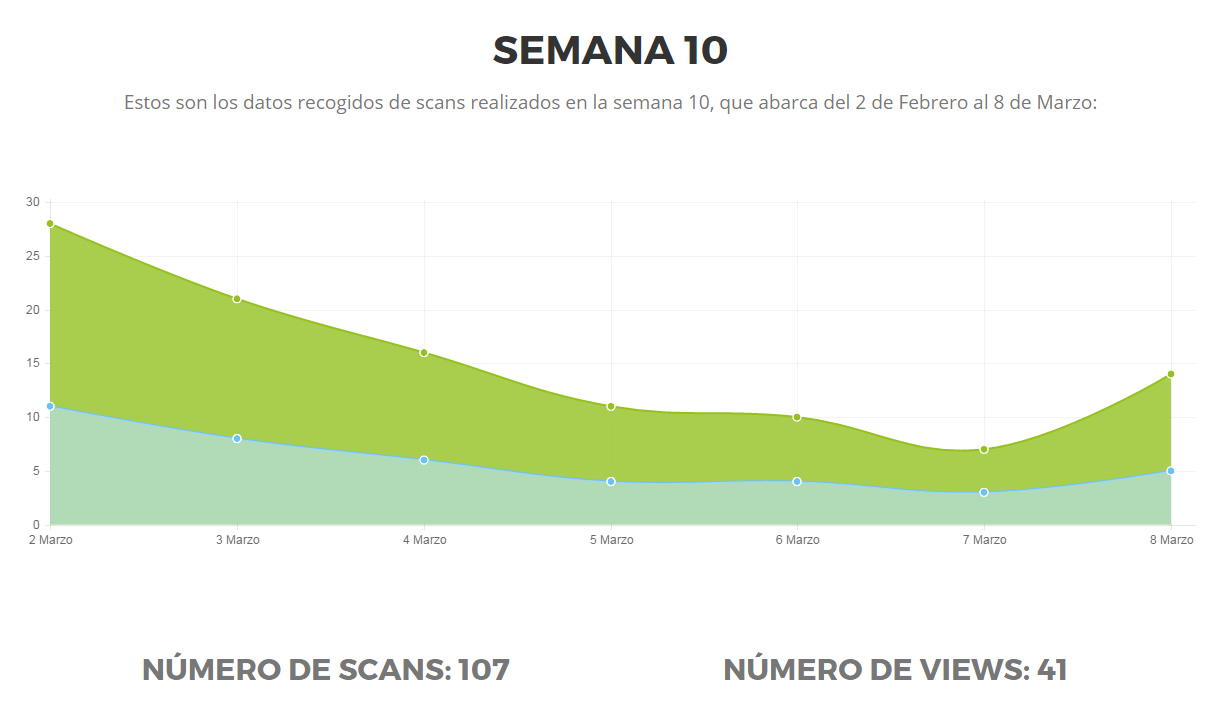 SEMANA 10
Estos son los datos recogidos de scans realizados en la semana 10, que abarca del 2 de Febrero al 8 de Marzo:
30
25
20
15
10
5
0
2 Marzo 3 Marzo 4 Marzo 5 Marzo 6 Marzo 7 Marzo 8 Marzo
NÚMERO DE SCANS: 107 NÚMERO DE VIEWS: 41